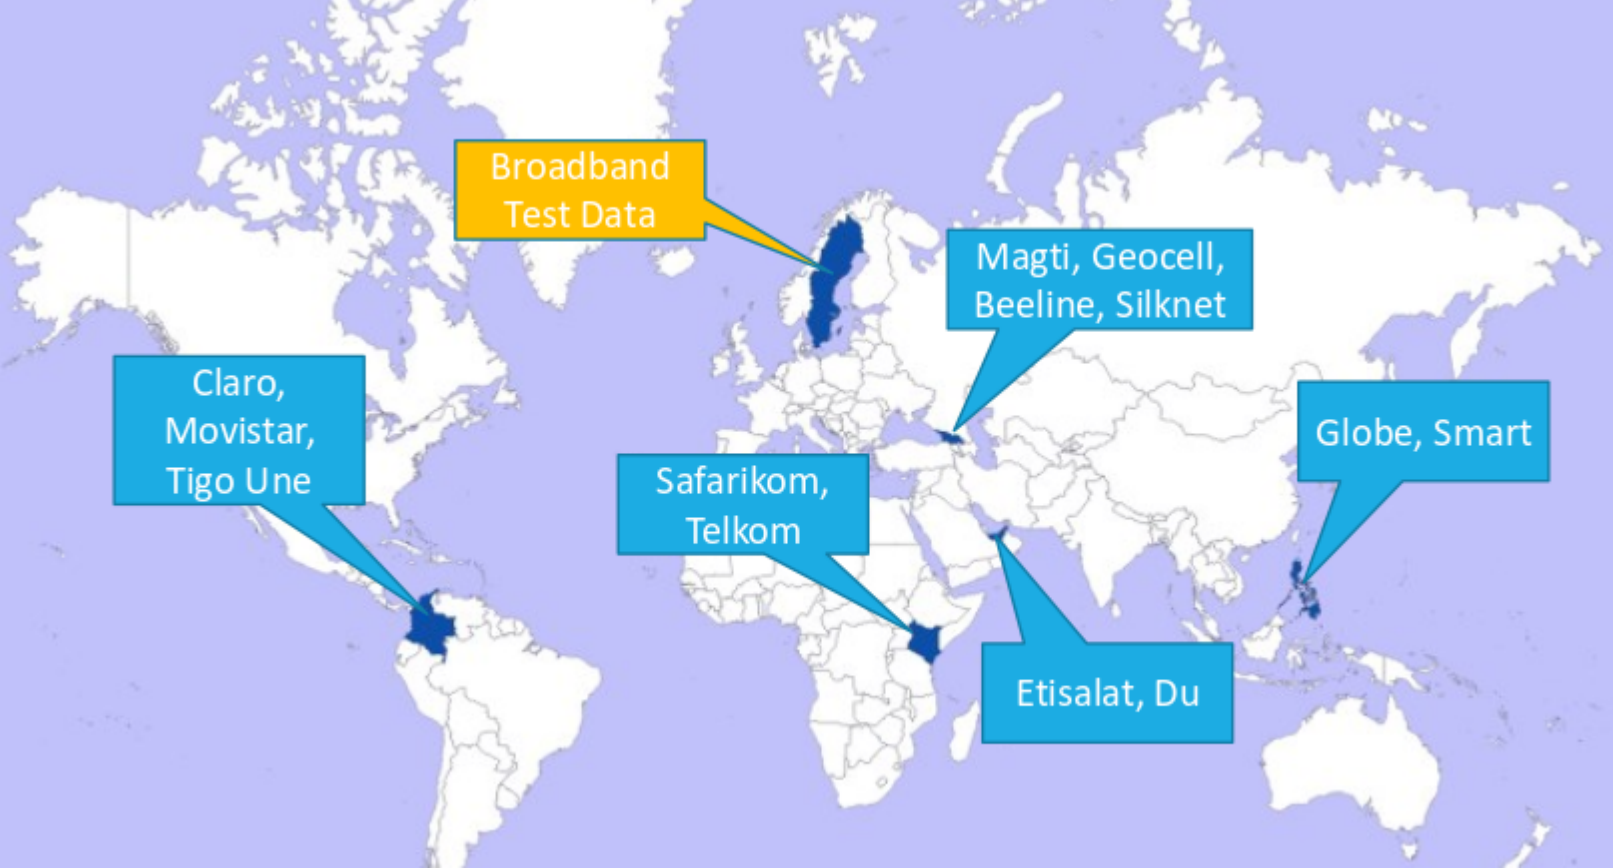 Broadband
Test Data
Magti, Geocell,
Beeline, Silknet
Claro,
Movistar,
Tigo Une
Globe, Smart
Safarikom,
Telkom
Etisalat, Du